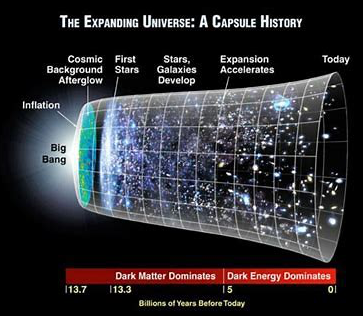 THE EXPANDING UNIVERSE: A CAPSULE HISTORY
Cosmic
Background
Afterglow
First
Stars
Stars,
Galaxies
Develop
Expansion
Accelerates
Today
Inflation
Big
Bang
Dark Matter Dominates
Dark Energy Dominates
13.7
13.3
5
0
Billions of Years Before Today